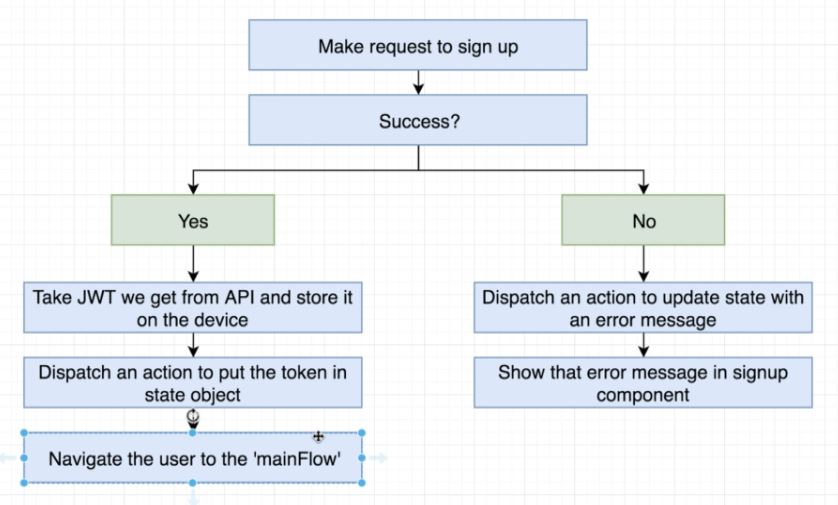 Make request to sign up
Success?
Yes
No
Take JWT we get from API and store it
on the device
Dispatch an action to update state with
an error message
Dispatch an action to put the token in
state object
Show that error message in signup
component
Navigate the user to the 'mainFlow'